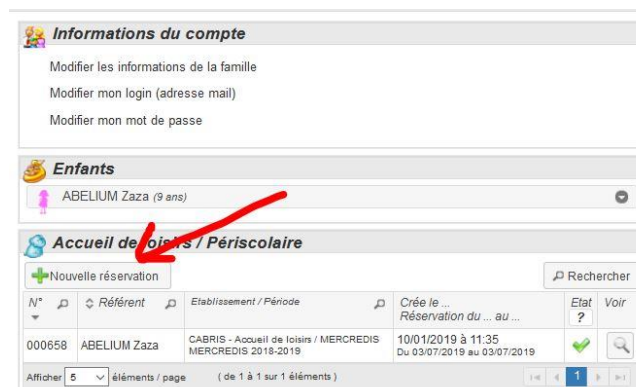 Informations du compte
Modifier les informations de la famille
Modifier mon login (adresse mail)
Modifier mon mot de passe
Enfants
ABELIUM Zaza (9 ans)
Accueil de loisirs / Périscolaire
Nouvelle réservation
Rechercher
N° Référent Etablissement / Période Crée le ... Etat Voir
Réservation du ... au ... ?
000658 ABELIUM Zaza CABRIS - Accueil de loisirs / MERCREDIS 10/01/2019 à 11:35
MERCREDIS 2018-2019 Du 03/07/2019 au 03/07/2019
Afficher 5 éléments / page ( de 1 à 1 sur 1 éléments ) 1